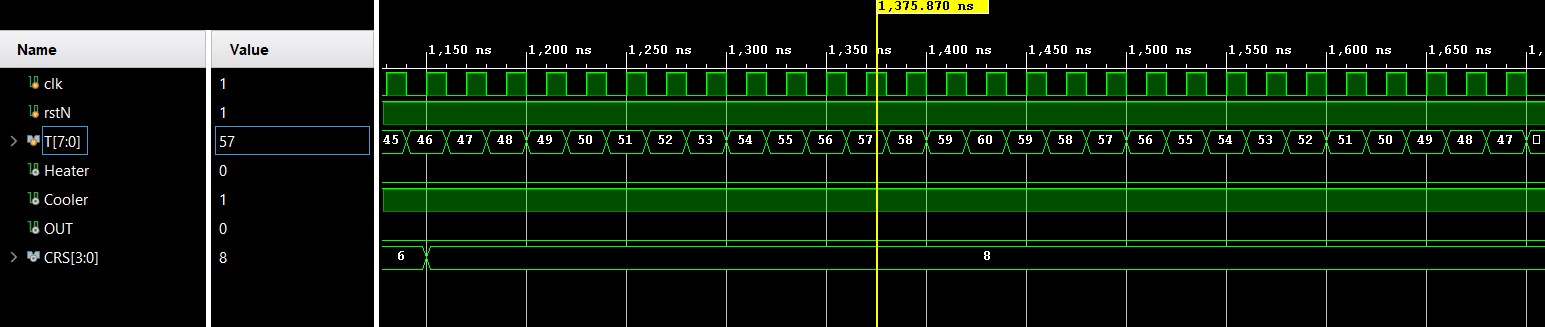 1,375.870 ns
Name Value
1,150 ns 1,200 ns 1,250 ns 1,300 ns 1,350 ns 1,400 ns 1,450 ns 1,500 ns 1,550 ns 1,600 ns 1,650 ns 1,
clk 1
rstN 1
T[7:0] 57 45 46 47 48 49 50 51 52 53 54 55 56 57 58 59 60 59 58 57 56 55 54 53 52 51 50 49 48 47
Heater 0
Cooler 1
OUT 0
CRS[3:0] 8 6 8